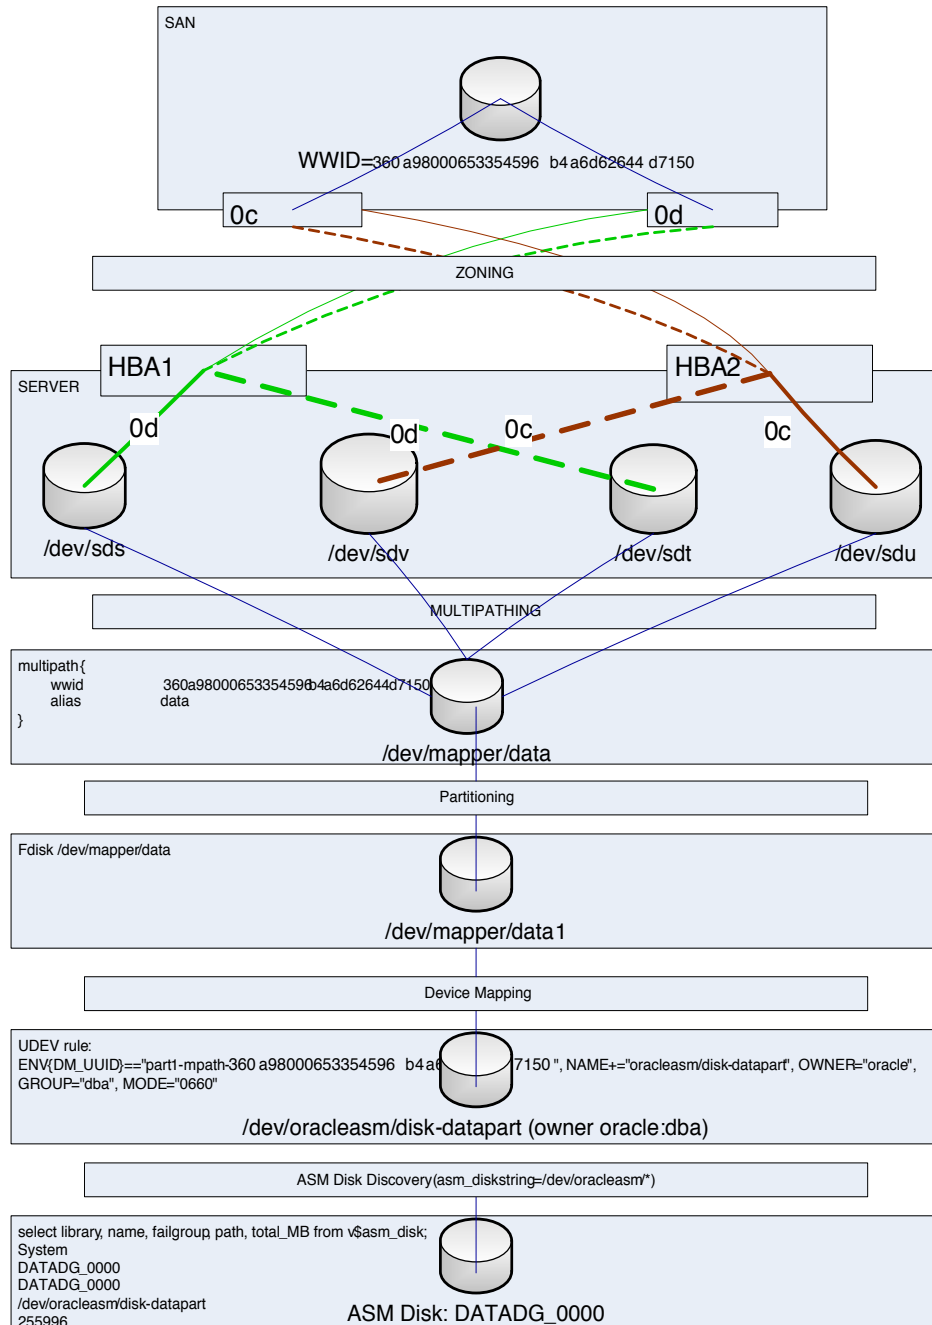 SAN
WWID=360a98000653354596 b4a6d62644 d7150
0c
0d
ZONING
HBA1
HBA2
SERVER
0d
0d
0c
0c
/dev/sds
/dev/sdv
/dev/sdt
/dev/sdu
MULTIPATHING
multipath{
wwid 360a98000653354596b4a6d62644d7150
alias data
}
/dev/mapper/data
Partitioning
Fdisk /dev/mapper/data
/dev/mapper/data1
Device Mapping
UDEV rule:
ENV{DM_UUID}=="part1-mpath-360a98000653354596 b4a6 7150 ", NAME+="oracleasm/disk-datapart", OWNER="oracle",
GROUP="dba", MODE="0660"
/dev/oracleasm/disk-datapart (owner oracle:dba)
ASM Disk Discovery(asm_diskstring=/dev/oracleasm/*)
select library, name, failgroup, path, total_MB from v$asm_disk;
System
DATADG_0000
DATADG_0000
/dev/oracleasm/disk-datapart
255996
ASM Disk: DATADG_0000